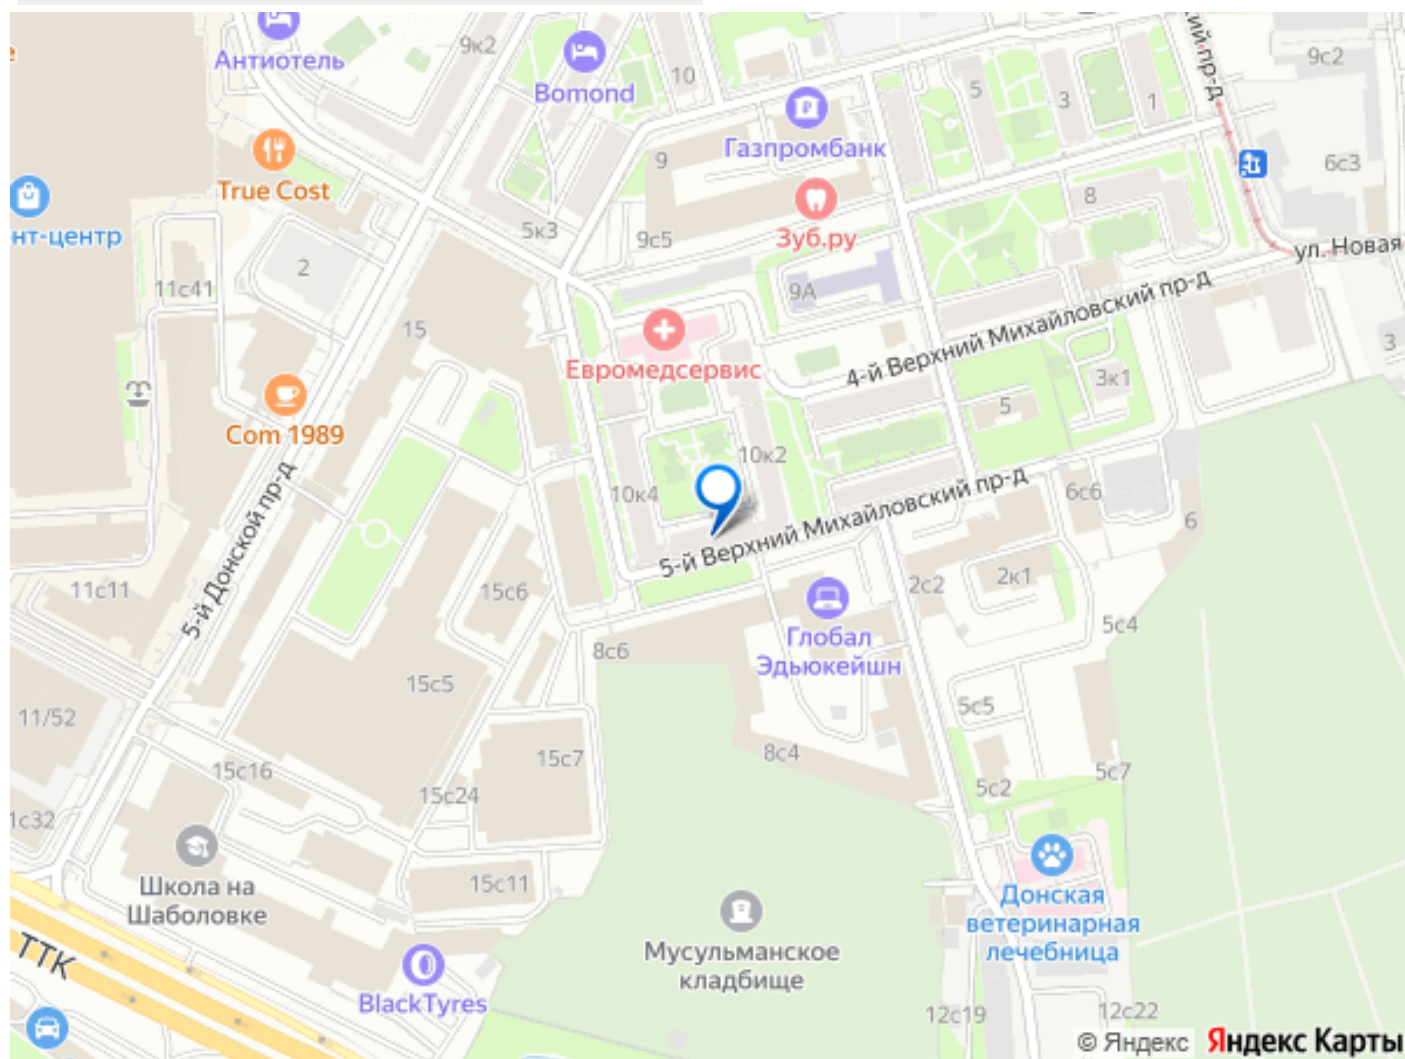 е
Антиотель
9к2
Bomond
10
Газпромбанк
5
3
1
кий пр-д
9с2
6с3
True Cost
онт-центр
9
5к3
9с5
Зуб.ру
8
ул. Новая
2
11с41
15
9А
4-й Верхний Михайловский пр-д
3
Евромедсервис
3к1
5
Com 1989
10к2
10к4
5-й Донской пр-д
5-й Верхний Михайловский пр-д
6с6
6
11с11
15с6
2с2
2к1
Глобал
Эдьюкейшн
5с4
8с6
15с5
11/52
5с5
15с16
15с7
8с4
5с2
5с7
15с24
1с32
Школа на
Шаболовке
15с11
Донская
ветеринарная
лечебница
ТТК
Мусульманское
кладбище
BlackTyres
12с19
12с22
© Яндекс
Яндекс Карты